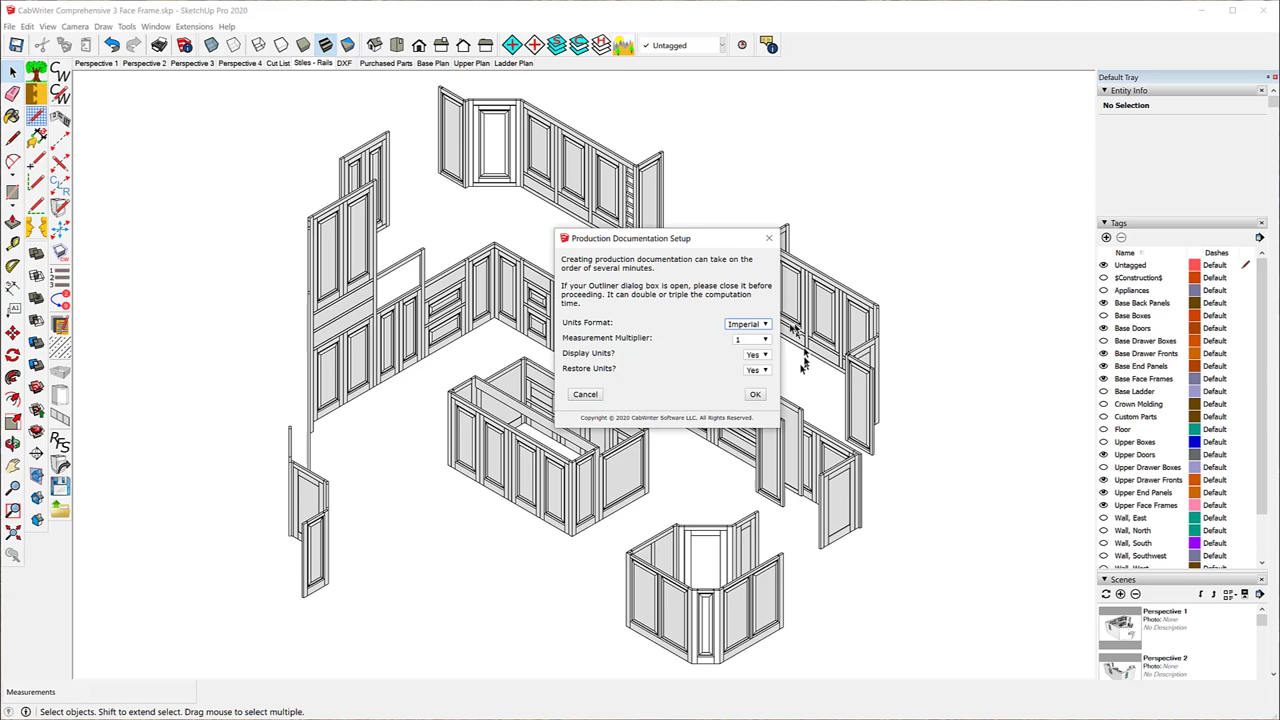 CabWriter Comprehensive 3 Face Frame.skp - SketchUp Pro 2020
File Edit View Camera Draw Tools Window Extensions Help
Untagged
Perspective 1 Perspective 2 Perspective 3 Perspective 4 Cut List Stiles - Rails DXF Purchased Parts Base Plan Upper Plan Ladder Plan
Production Documentation Setup
Creating production documentation can take on the
order of several minutes.
If your Outliner dialog box is open, please close it before
proceeding. It can double or triple the computation
time.
Units Format: Imperial
Measurement Multiplier: 1
Display Units? Yes
Restore Units? Yes
Cancel OK
Copyright © 2020 CabWriter Software LLC. All Rights Reserved.
Default Tray
Entity Info
No Selection
Tags
Name Dashes
Untagged Default
$Construction$ Default
Appliances Default
Base Back Panels Default
Base Boxes Default
Base Doors Default
Base Drawer Boxes Default
Base Drawer Fronts Default
Base End Panels Default
Base Face Frames Default
Base Ladder Default
Crown Molding Default
Custom Parts Default
Floor Default
Upper Boxes Default
Upper Doors Default
Upper Drawer Boxes Default
Upper Drawer Fronts Default
Upper End Panels Default
Upper Face Frames Default
Wall, East Default
Wall, North Default
Wall, South Default
Wall, Southwest Default
Scenes
Perspective 1
Photo: None
No Description
Perspective 2
Photo: None
No Description
CW
CW
CLR
CW
1
2
3
RFS
Measurements
Select objects. Shift to extend select. Drag mouse to select multiple.